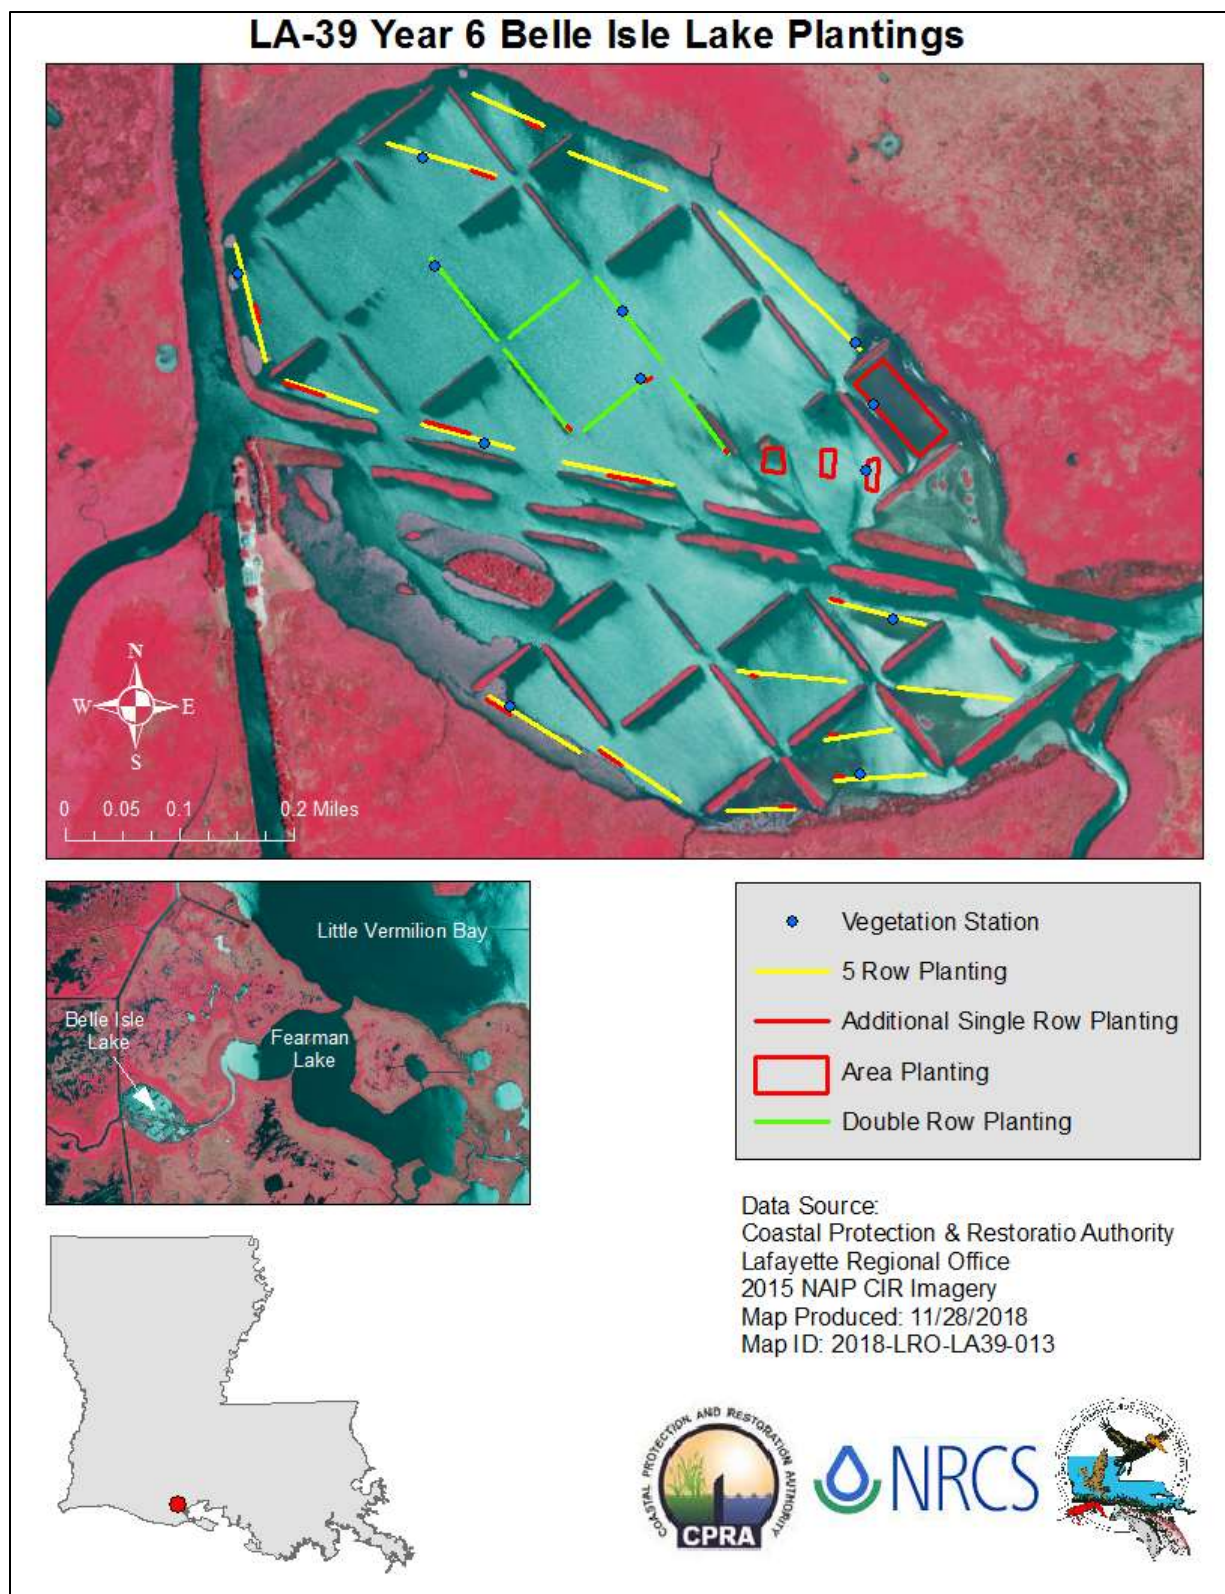 LA-39 Year 6 Belle Isle Lake Plantings
N
W E
S
0 0.05 0.1 0.2 Miles
Little Vermilion Bay
Belle Isle
Lake
Fearman
Lake
Vegetation Station
5 Row Planting
Additional Single Row Planting
Area Planting
Double Row Planting
Data Source:
Coastal Protection & Restoratio Authority
Lafayette Regional Office
2015 NAIP CIR Imagery
Map Produced: 11/28/2018
Map ID: 2018-LRO-LA39-013
COASTAL PROTECTION AND RESTORATION AUTHORITY
CPRA
NRCS